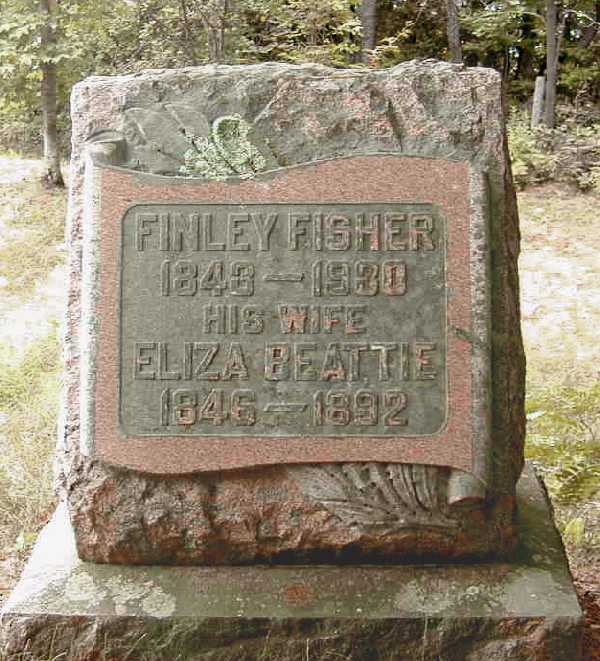 FINLEY FISHER
1843 — 1930
HIS WIFE
ELIZA BEATTIE
1846 — 1892